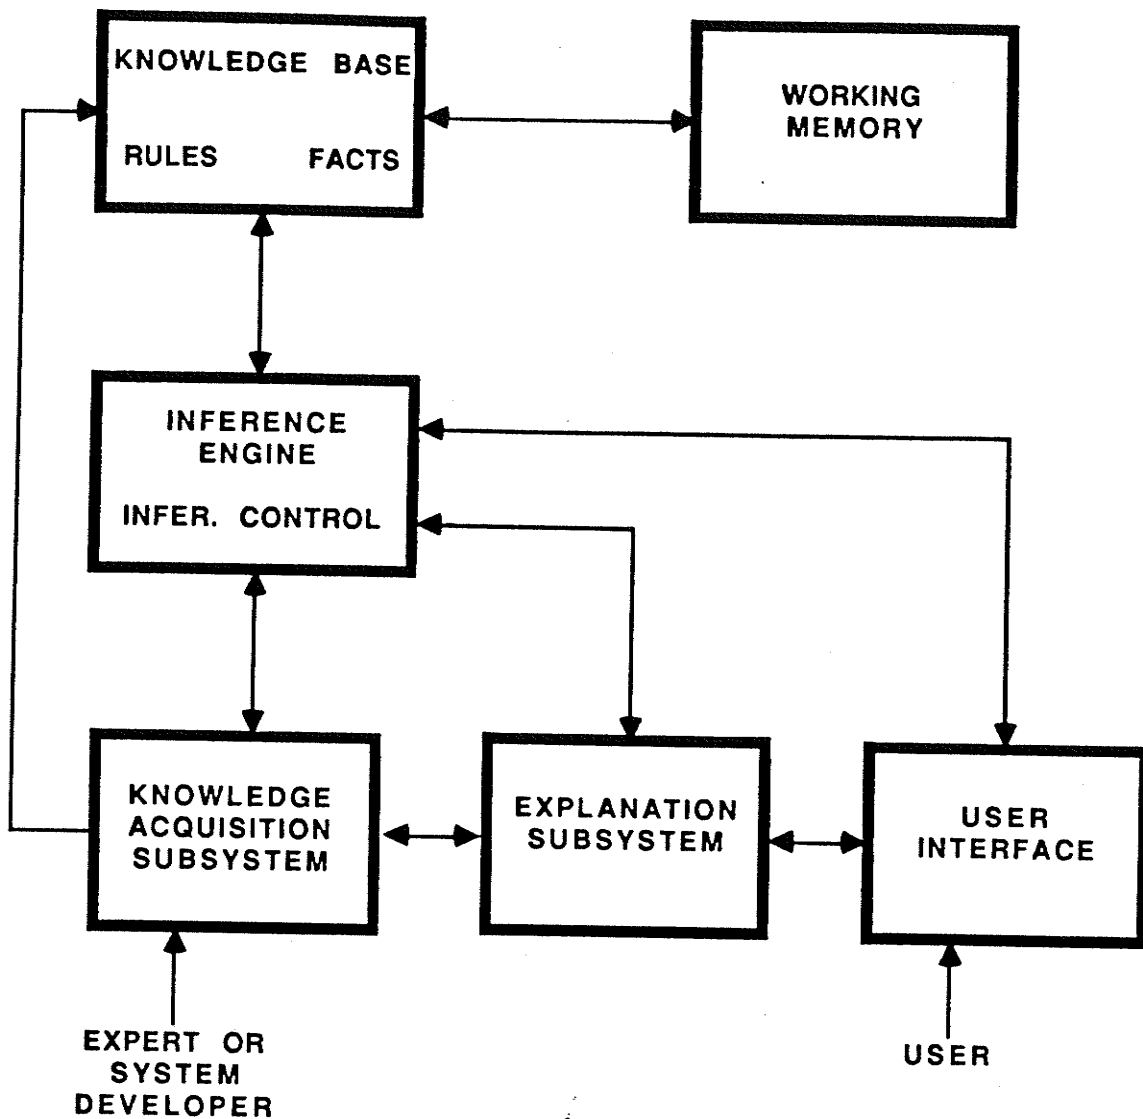 KNOWLEDGE BASE
RULES FACTS
WORKING
MEMORY
INFERENCE
ENGINE
INFER. CONTROL
KNOWLEDGE
ACQUISITION
SUBSYSTEM
EXPLANATION
SUBSYSTEM
USER
INTERFACE
EXPERT OR
SYSTEM
DEVELOPER
USER